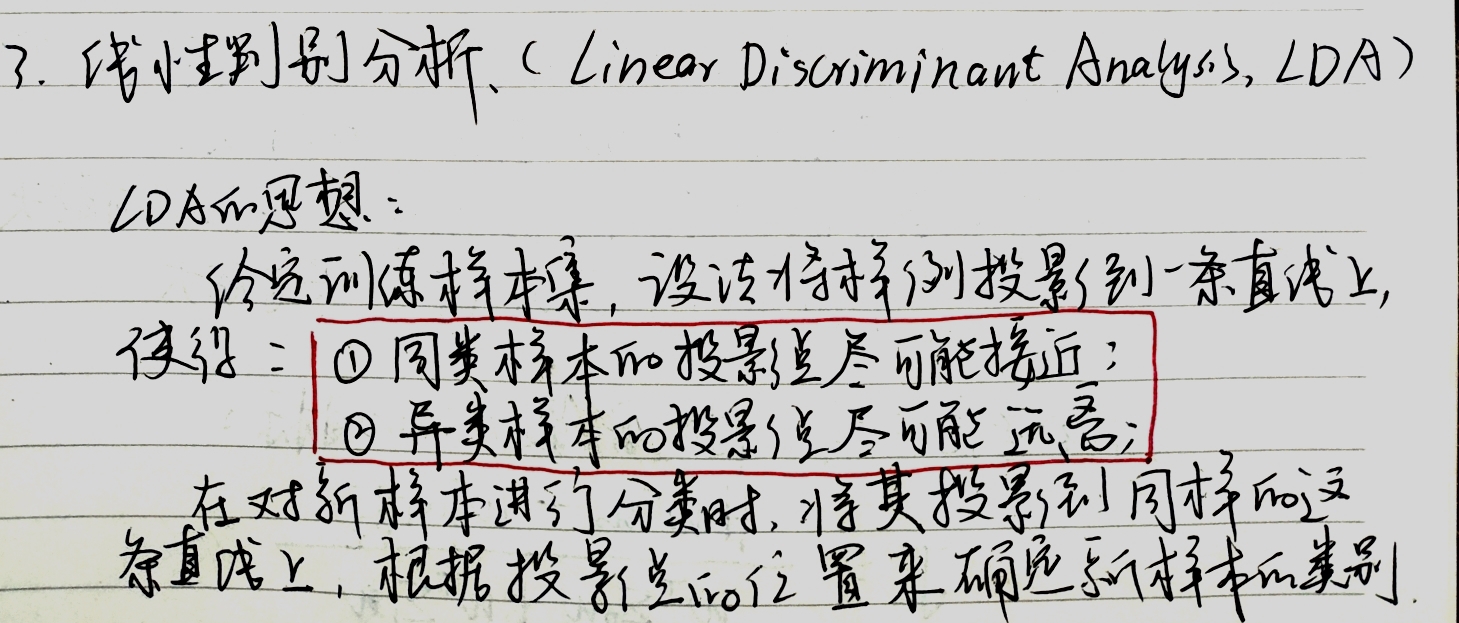 3. 线性判别分析、( Linear Discriminant Analysis, LDA )
LDA的思想:
给定训练样本集, 设法将样例投影到一条直线上,
使得: ① 同类样本的投影点尽可能接近;
② 异类样本的投影点尽可能远离;
在对新样本进行分类时, 将其投影到同样的这
条直线上, 根据投影点的位置来确定新样本的类别.